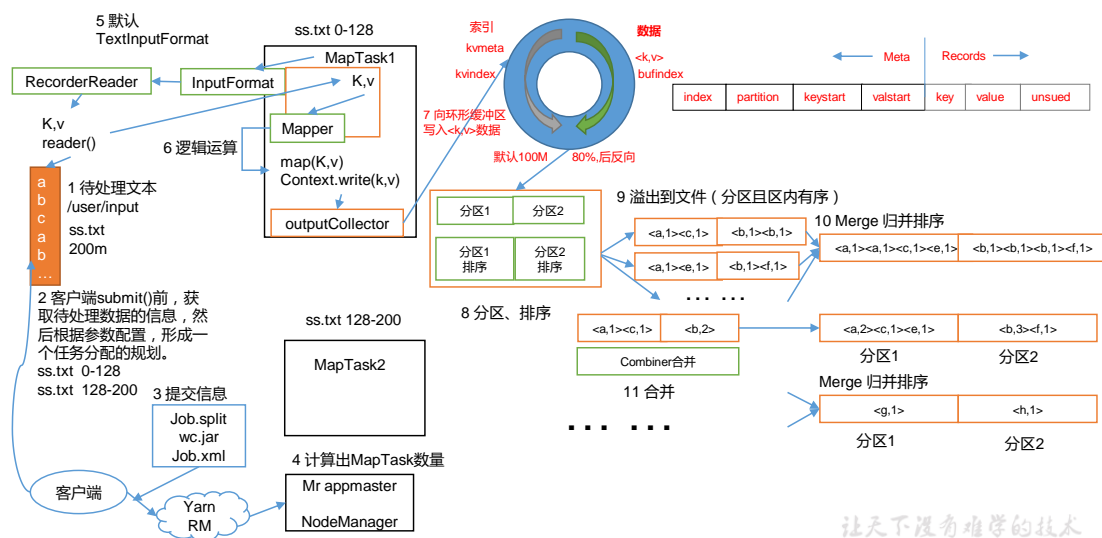 5 默认
TextInputFormat
ss.txt 0-128
MapTask1
RecorderReader
InputFormat
K,v
Mapper
K,v
reader()
6 逻辑运算
map(K,v)
Context.write(k,v)
outputCollector
a
b
c
a
b
...
1 待处理文本
/user/input
ss.txt
200m
2 客户端submit()前，获
取待处理数据的信息，然
后根据参数配置，形成一
个任务分配的规划。
ss.txt 0-128
ss.txt 128-200
3 提交信息
Job.split
wc.jar
Job.xml
客户端
Yarn
RM
4 计算出MapTask数量
Mr appmaster
NodeManager
ss.txt 128-200
MapTask2
索引
kvmeta
kvindex
数据
<k,v>
bufindex
7 向环形缓冲区
写入<k,v>数据
默认100M
80%,后反向
Meta
Records
index
partition
keystart
valstart
key
value
unsued
分区1
分区2
分区1
排序
分区2
排序
8 分区、排序
9 溢出到文件（分区且区内有序）
<a,1><c,1>
<b,1><b,1>
<a,1><e,1>
<b,1><f,1>
... ...
10 Merge 归并排序
<a,1><a,1><c,1><e,1>
<b,1><b,1><b,1><f,1>
<a,1><c,1>
<b,2>
Combiner合并
11 合并
<a,2><c,1><e,1>
<b,3><f,1>
分区1
分区2
Merge 归并排序
<g,1>
<h,1>
分区1
分区2
... ...
让天下没有难学的技术